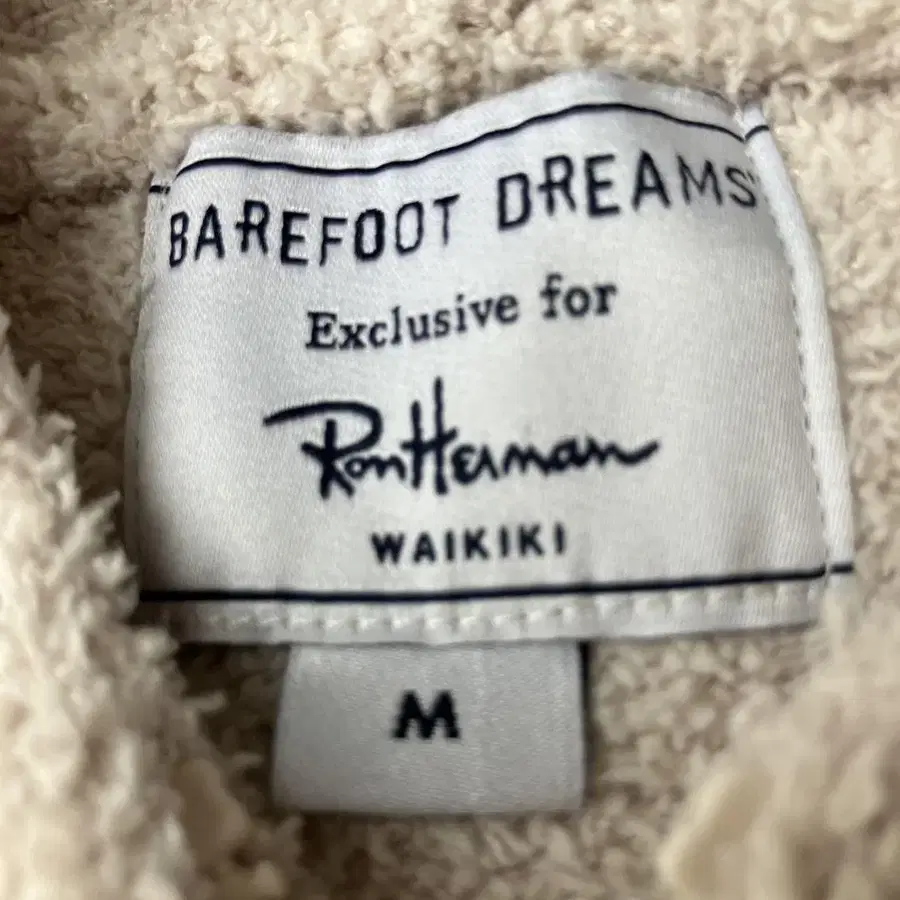 BAREFOOT DREAMS
Exclusive for
Ron Herman
WAIKIKI
M